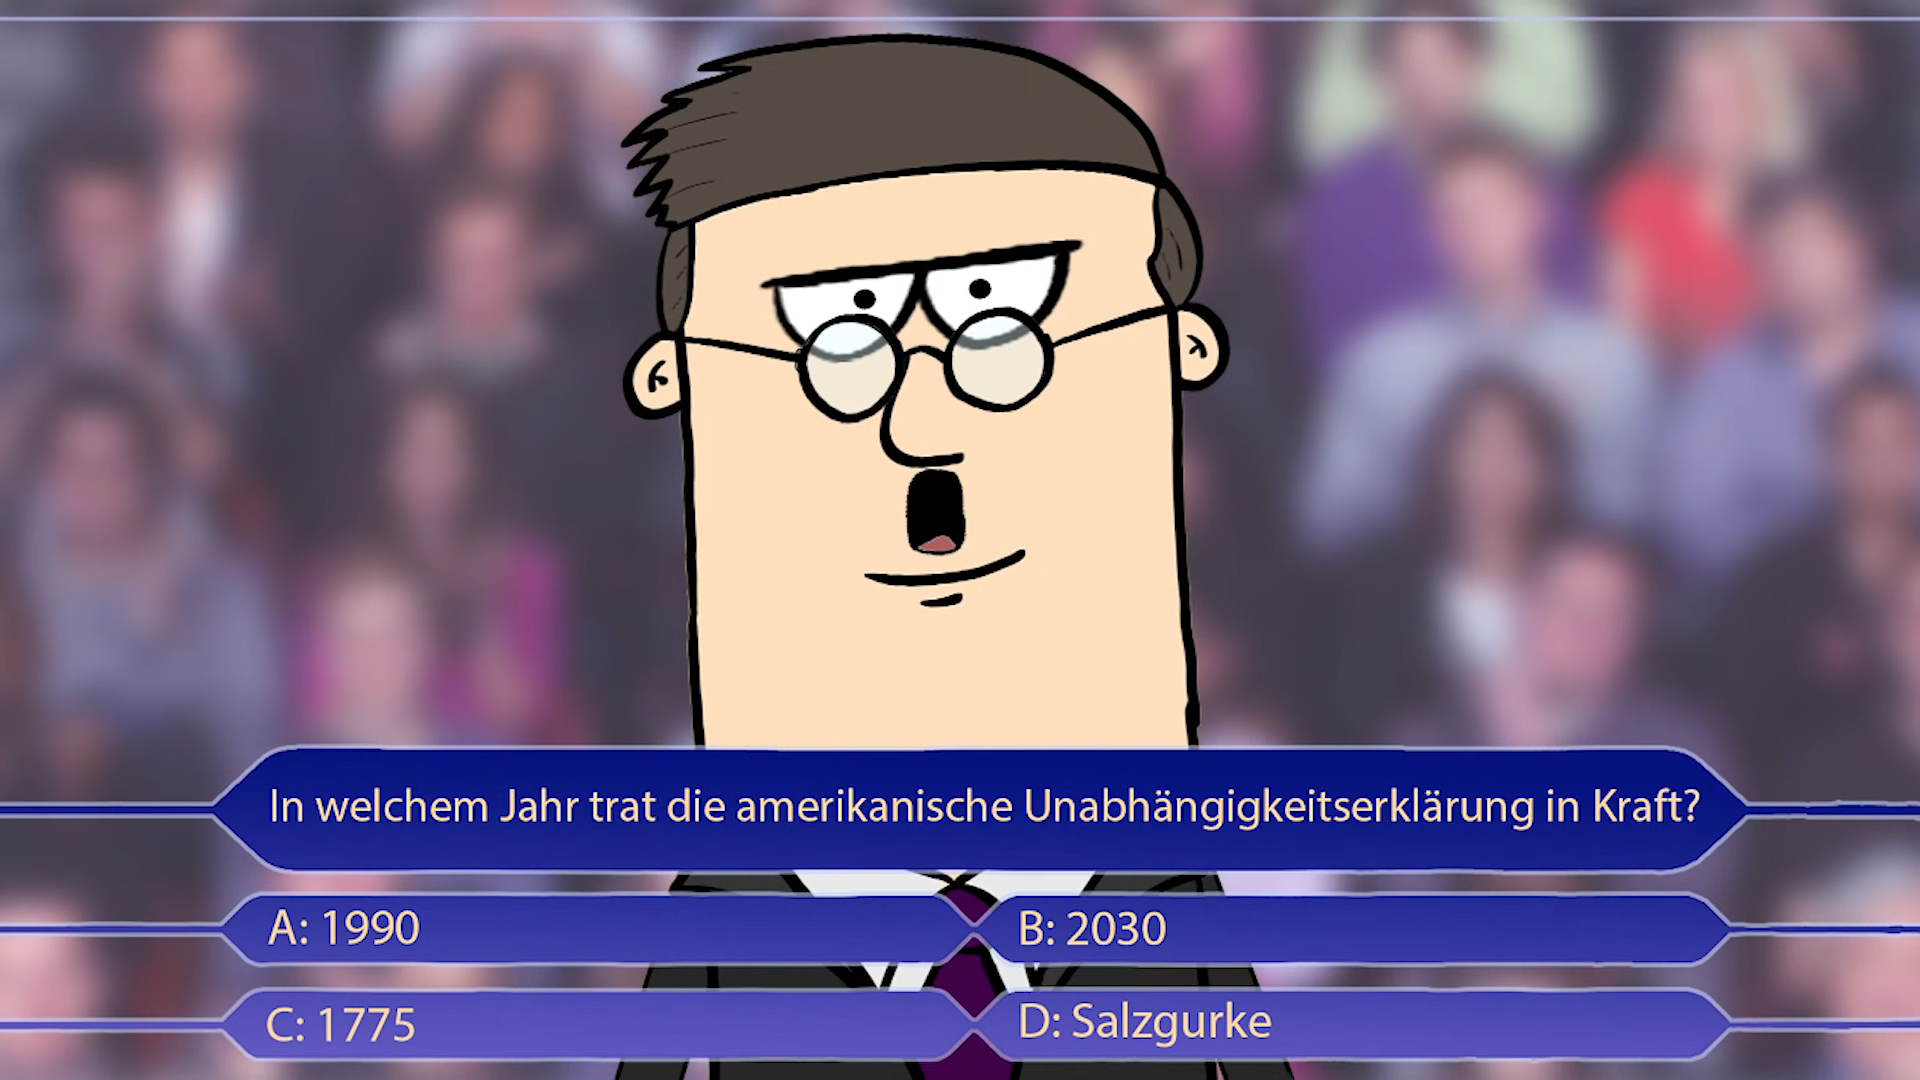 In welchem Jahr trat die amerikanische Unabhängigkeitserklärung in Kraft?
A: 1990
B: 2030
C: 1775
D: Salzgurke